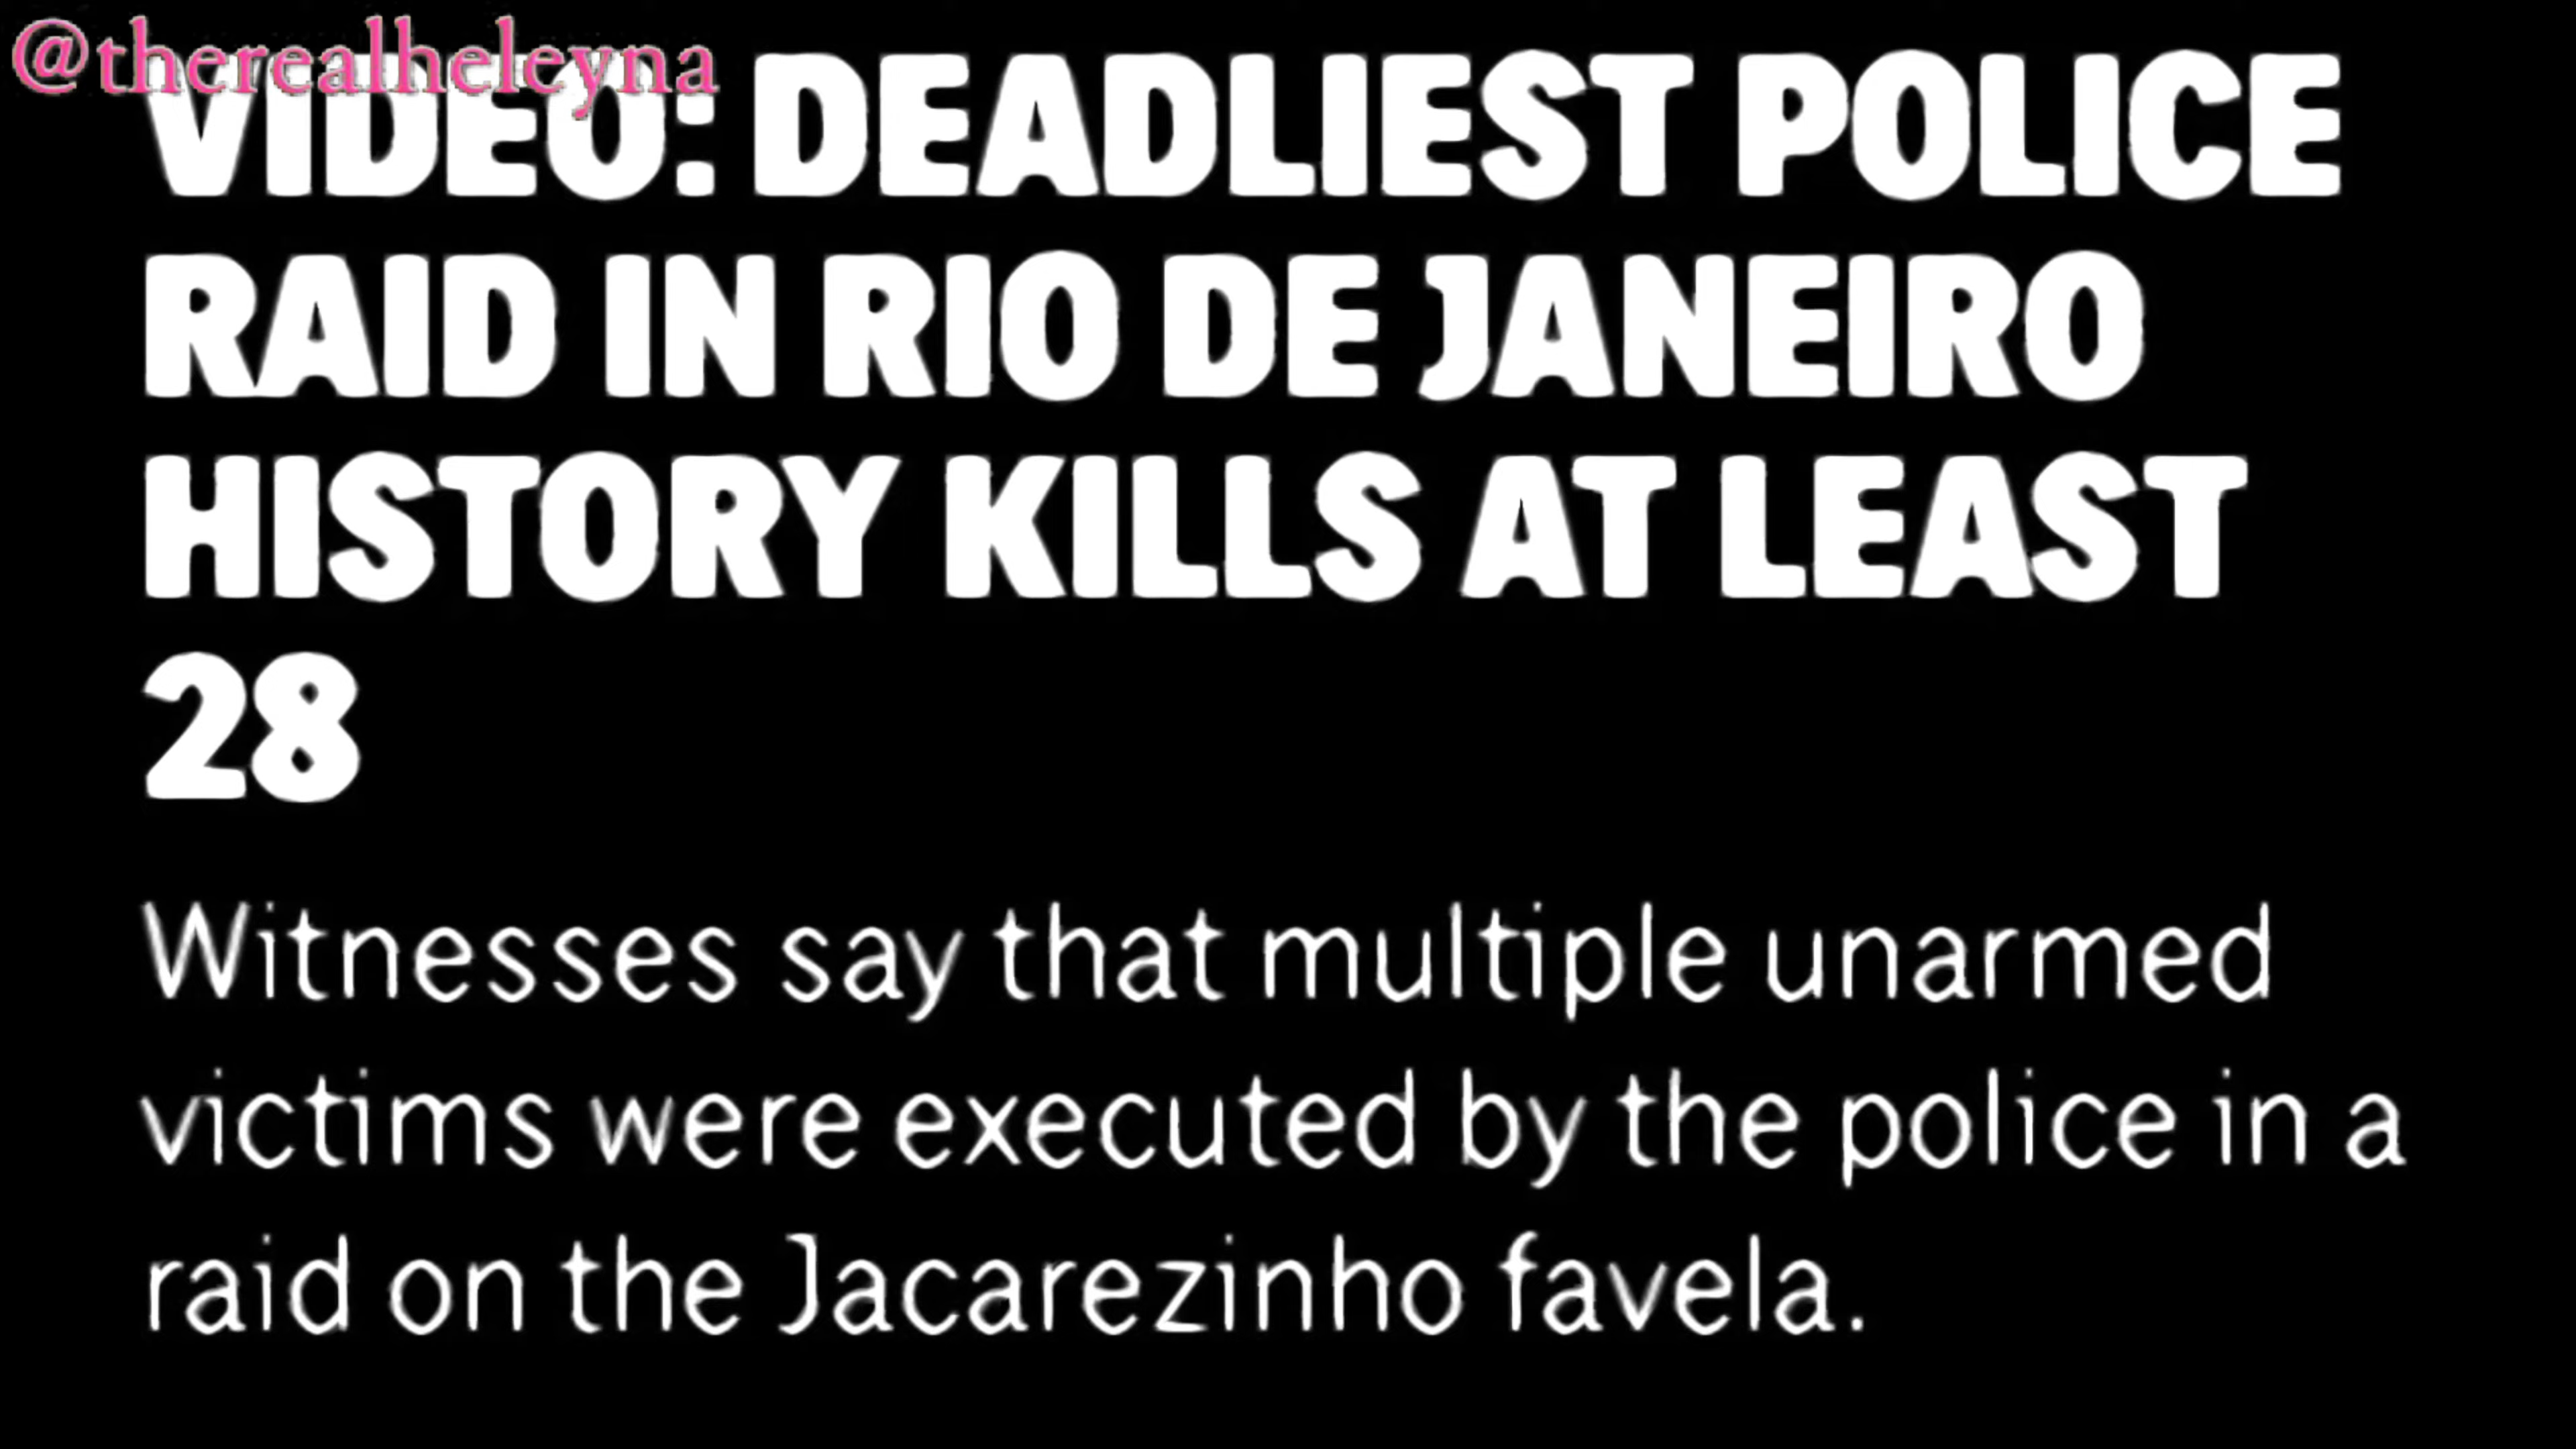 @therealheleyna
VIDEO: DEADLIEST POLICE
RAID IN RIO DE JANEIRO
HISTORY KILLS AT LEAST
28
Witnesses say that multiple unarmed
victims were executed by the police in a
raid on the Jacarezinho favela.